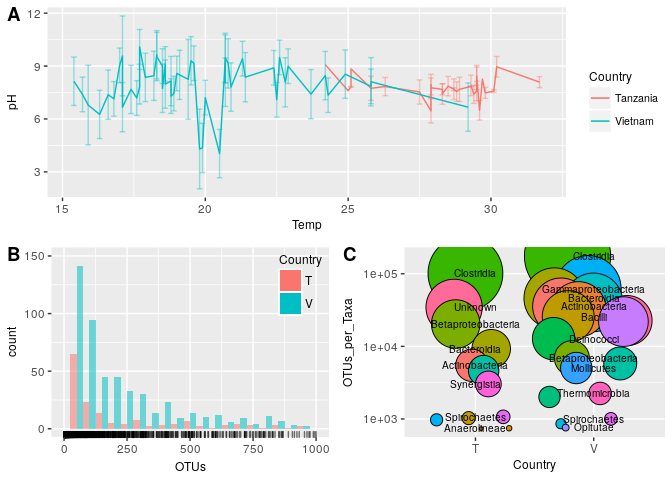 A
12
9
6
3
pH
15
20
25
30
Temp
Country
Tanzania
Vietnam
B
150
100
50
0
count
0
250
500
750
1000
OTUs
Country
T
V
C
1e+05
1e+04
1e+03
OTUs_per_Taxa
Clostridia
Unknown
Betaproteobacteria
Bacteroidia
Actinobacteria
Synergistia
Spirochaetes
Anaerolineae
Clostridia
Gammaproteobacteria
Bacteroidia
Actinobacteria
Bacilli
Deinococci
Betaproteobacteria
Mollicutes
Thermomicrobia
Spirochaetes
Opitutae
T
V
Country